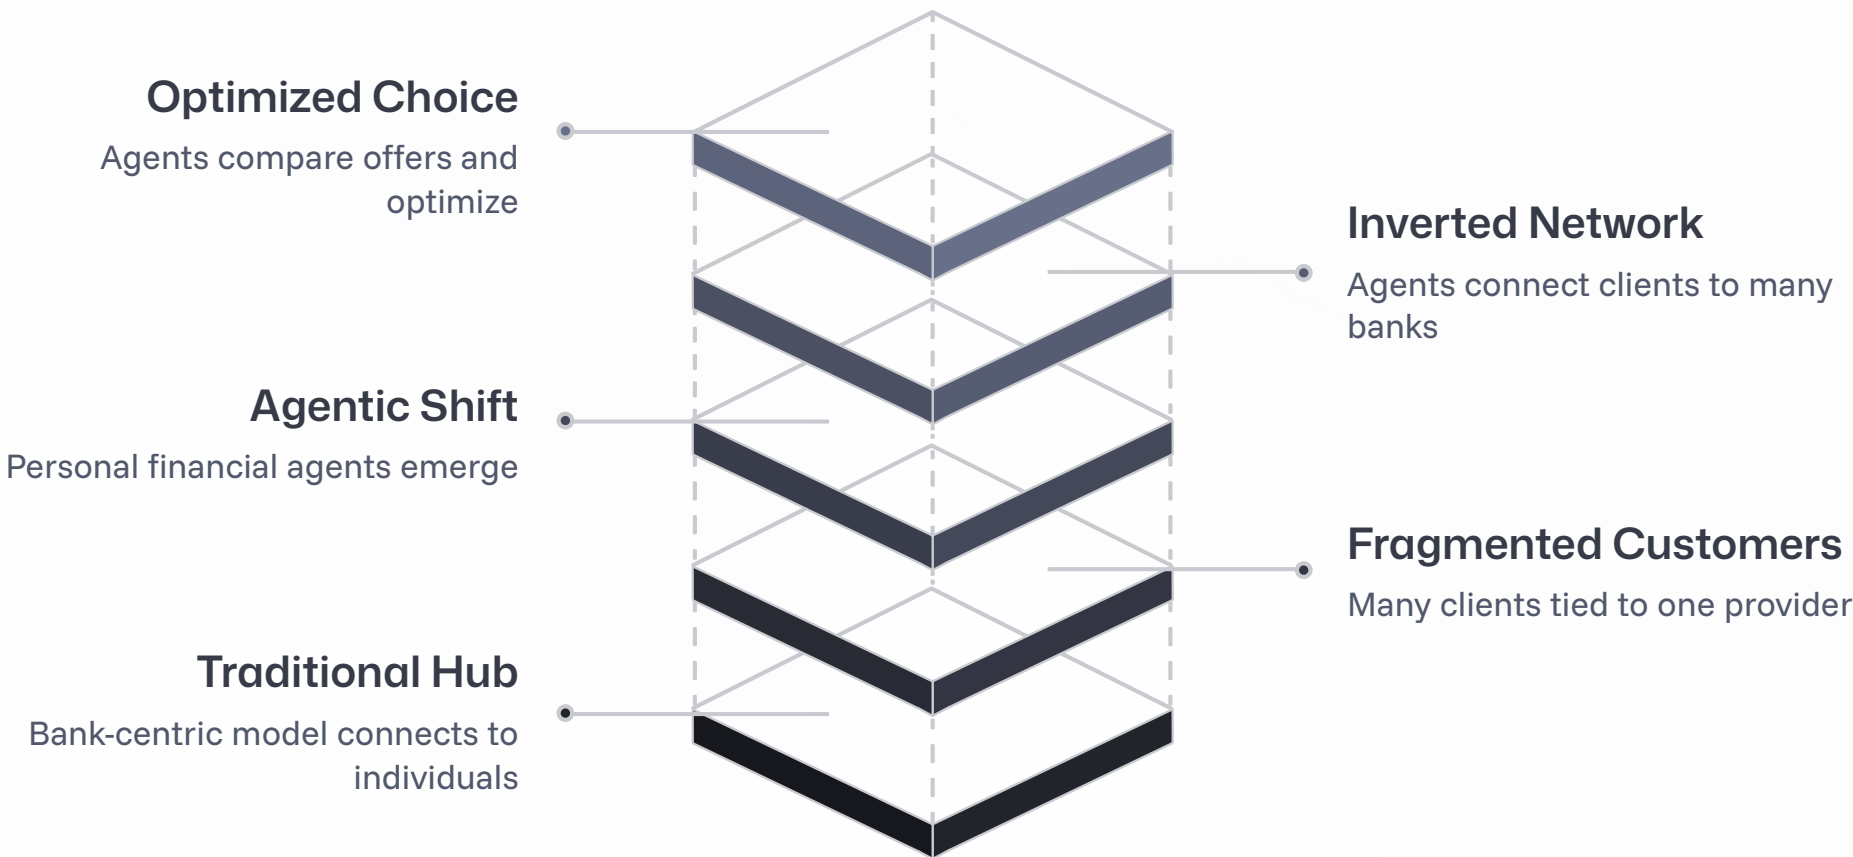 Optimized Choice
Agents compare offers and
optimize
Inverted Network
Agents connect clients to many
banks
Agentic Shift
Personal financial agents emerge
Fragmented Customers
Many clients tied to one provider
Traditional Hub
Bank-centric model connects to
individuals